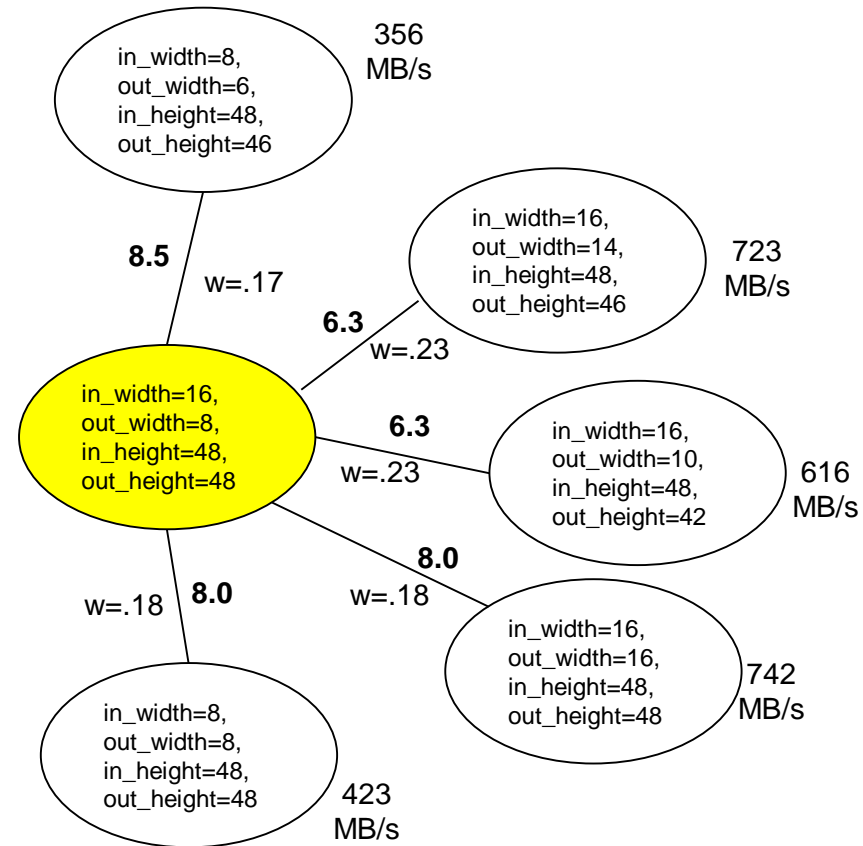 in_width=8,
out_width=6,
in_height=48,
out_height=46
356
MB/s
8.5
w=.17
in_width=16,
out_width=14,
in_height=48,
out_height=46
723
MB/s
6.3
w=.23
in_width=16,
out_width=8,
in_height=48,
out_height=48
6.3
w=.23
in_width=16,
out_width=10,
in_height=48,
out_height=42
616
MB/s
8.0
w=.18
in_width=16,
out_width=16,
in_height=48,
out_height=48
742
MB/s
w=.18
8.0
in_width=8,
out_width=8,
in_height=48,
out_height=48
423
MB/s